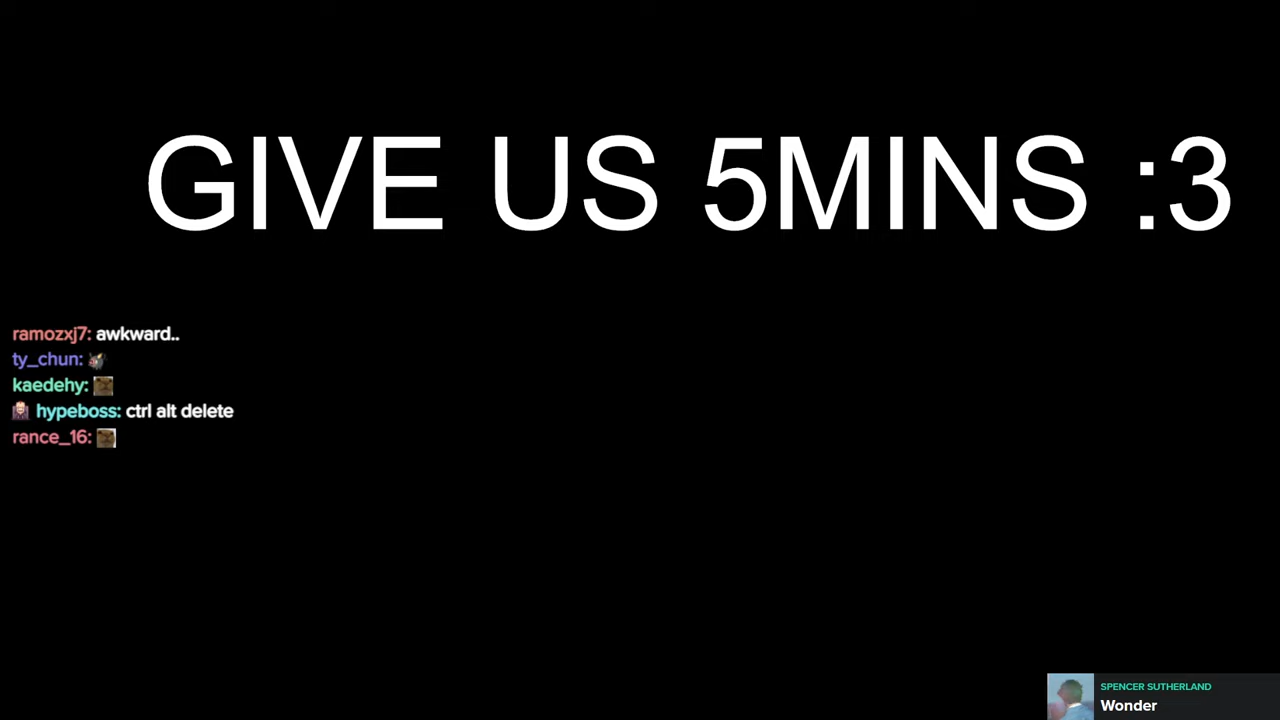 GIVE US 5MINS :3
ramozxj7: awkward..
ty_chun:
kaedehy:
hypeboss: ctrl alt delete
rance_16:
SPENCER SUTHERLAND
Wonder